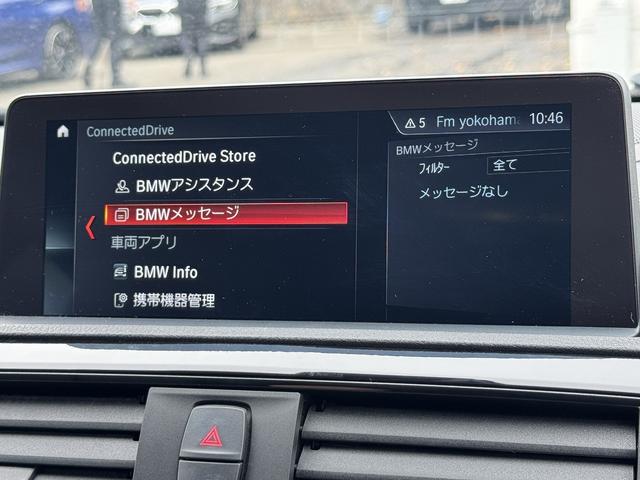 ConnectedDrive
5 Fm yokohama 10:46
ConnectedDrive Store
BMWアシスタンス
BMWメッセージ
車両アプリ
BMW Info
携帯機器管理
BMWメッセージ
フィルター 全て
メッセージなし